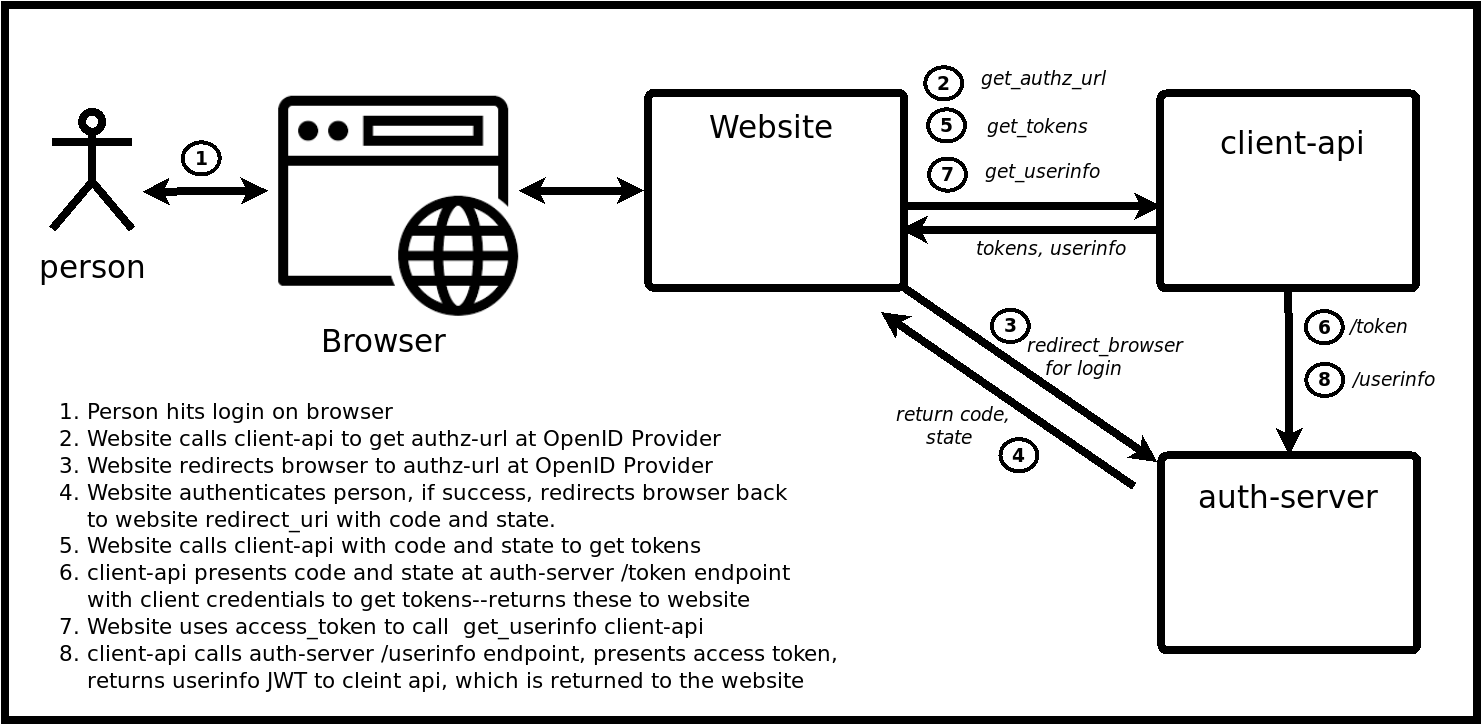 2 get_authz_url
Website
5 get_tokens
client-api
1
7 get_userinfo
tokens, userinfo
person
Browser
3 redirect_browser
for login
6 /token
8 /userinfo
return code,
state
4
auth-server
1. Person hits login on browser
2. Website calls client-api to get authz-url at OpenID Provider
3. Website redirects browser to authz-url at OpenID Provider
4. Website authenticates person, if success, redirects browser back
to website redirect_uri with code and state.
5. Website calls client-api with code and state to get tokens
6. client-api presents code and state at auth-server /token endpoint
with client credentials to get tokens--returns these to website
7. Website uses access_token to call  get_userinfo client-api
8. client-api calls auth-server /userinfo endpoint, presents access token,
returns userinfo JWT to cleint api, which is returned to the website